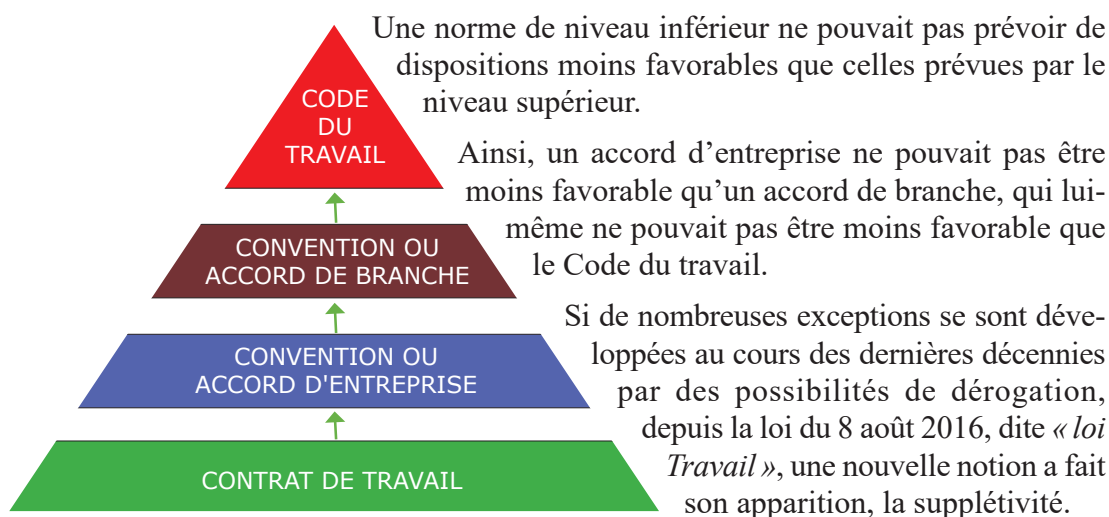 Une norme de niveau inférieur ne pouvait pas prévoir de
dispositions moins favorables que celles prévues par le
niveau supérieur.
Ainsi, un accord d’entreprise ne pouvait pas être
moins favorable qu’un accord de branche, qui lui-
même ne pouvait pas être moins favorable que
le Code du travail.
Si de nombreuses exceptions se sont déve-
loppées au cours des dernières décennies
par des possibilités de dérogation,
depuis la loi du 8 août 2016, dite « loi
Travail », une nouvelle notion a fait
son apparition, la supplétivité.
CODE
DU
TRAVAIL
CONVENTION OU
ACCORD DE BRANCHE
CONVENTION OU
ACCORD D'ENTREPRISE
CONTRAT DE TRAVAIL